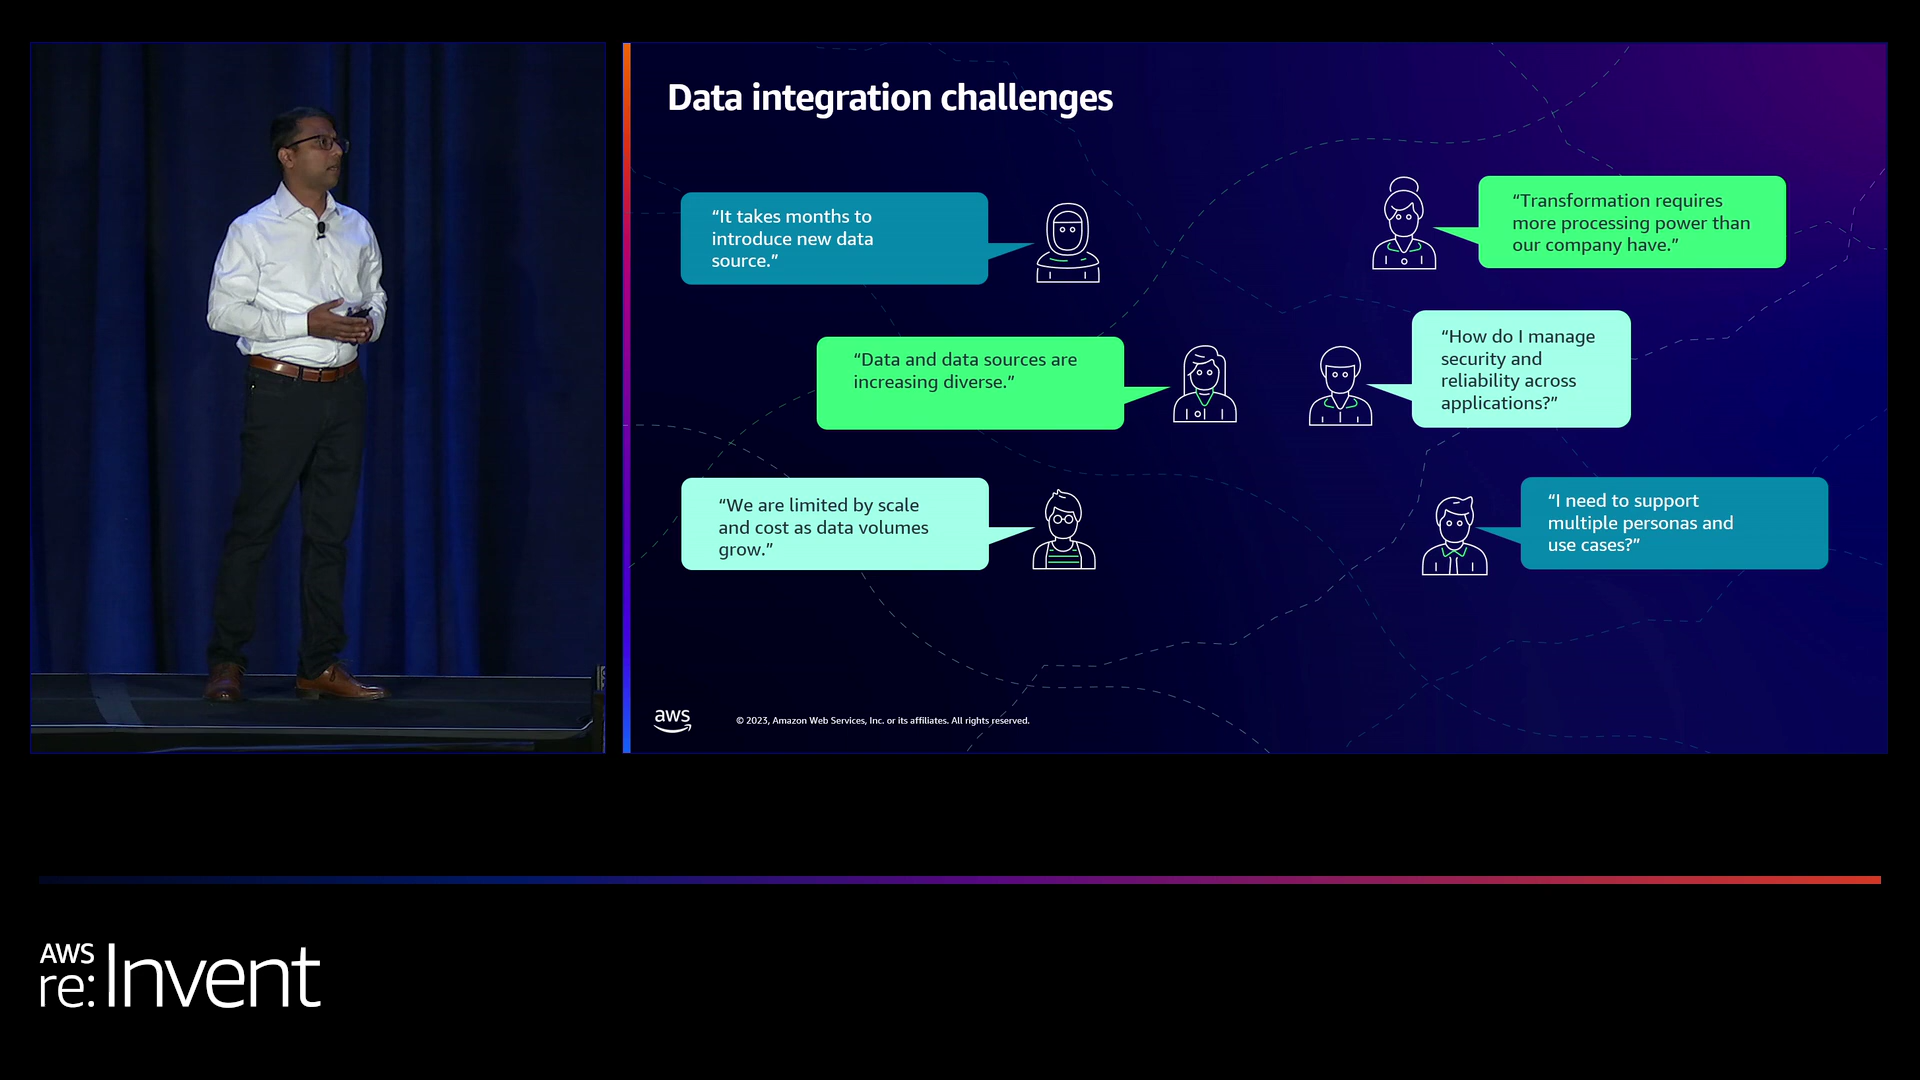 Data integration challenges
“It takes months to
introduce new data
source.”
“Transformation requires
more processing power than
our company have.”
“Data and data sources are
increasing diverse.”
“How do I manage
security and
reliability across
applications?”
“We are limited by scale
and cost as data volumes
grow.”
“I need to support
multiple personas and
use cases?”
aws
© 2023, Amazon Web Services, Inc. or its affiliates. All rights reserved.
AWS
re:Invent